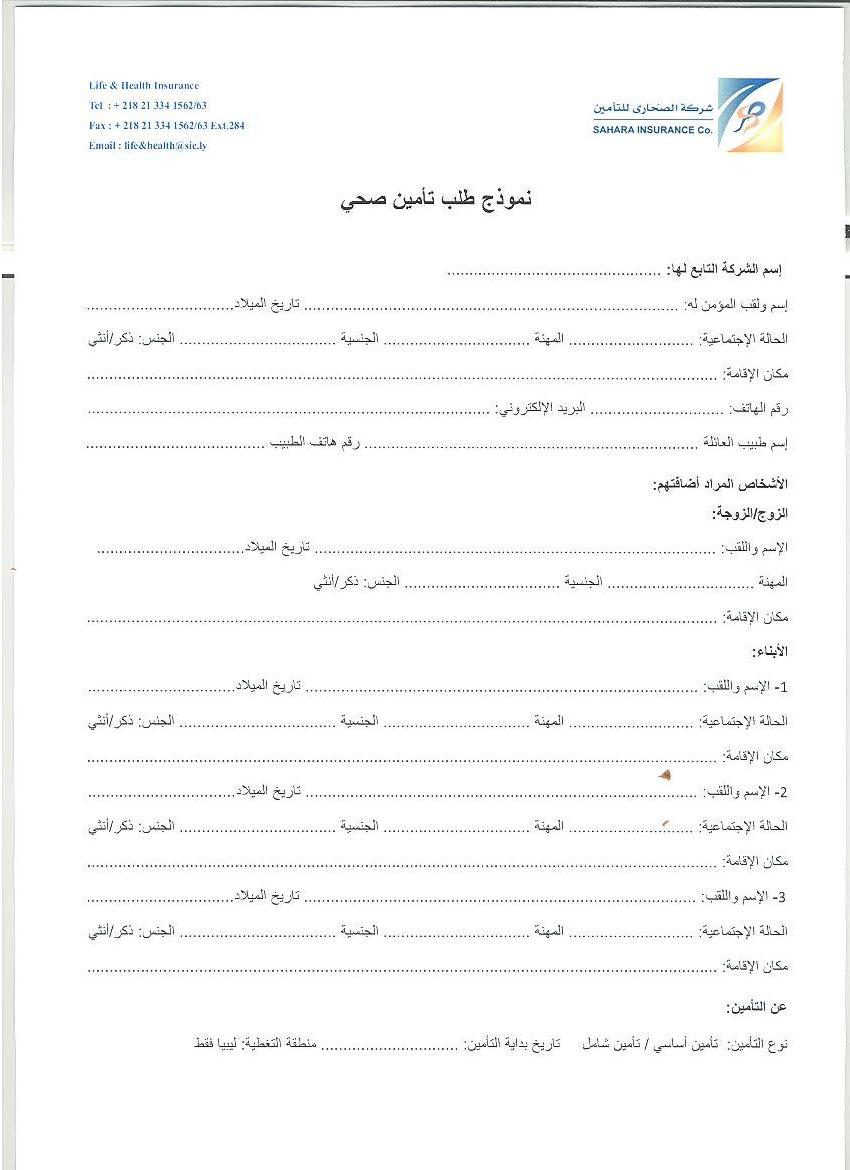 Life & Health Insurance
Tel : + 218 21 334 1562/63
Fax : + 218 21 334 1562/63 Ext.284
Email : life&health@sic.ly
شركة الصحارى للتأمين
SAHARA INSURANCE Co.
نموذج طلب تأمين صحي
إسم الشركة التابع لها: ................................................
إسم ولقب المؤمن له: .................................................................................... تاريخ الميلاد.................................
الحالة الإجتماعية: ............................ المهنة ................................. الجنسية ................................... الجنس: ذكر/أنثي
مكان الإقامة: ..............................................................................................................................................
رقم الهاتف: .............................. البريد الإلكتروني: ..........................................................................................
إسم طبيب العائلة ........................................................................... رقم هاتف الطبيب ........................................
الأشخاص المراد أضافتهم:
الزوج/الزوجة:
الإسم واللقب: .......................................................................................... تاريخ الميلاد.................................
المهنة ................................. الجنسية ................................... الجنس: ذكر/أنثي
مكان الإقامة: ..............................................................................................................................................
الأبناء:
1- الإسم واللقب: ........................................................................................ تاريخ الميلاد.................................
الحالة الإجتماعية: ............................ المهنة ................................. الجنسية ................................... الجنس: ذكر/أنثي
مكان الإقامة: ..............................................................................................................................................
2- الإسم واللقب: ........................................................................................ تاريخ الميلاد.................................
الحالة الإجتماعية: ............................ المهنة ................................. الجنسية ................................... الجنس: ذكر/أنثي
مكان الإقامة: ..............................................................................................................................................
3- الإسم واللقب: ........................................................................................ تاريخ الميلاد.................................
الحالة الإجتماعية: ............................ المهنة ................................. الجنسية ................................... الجنس: ذكر/أنثي
مكان الإقامة: ..............................................................................................................................................
عن التأمين:
نوع التأمين: تأمين أساسي / تأمين شامل تاريخ بداية التأمين: ............................... منطقة التغطية: ليبيا فقط